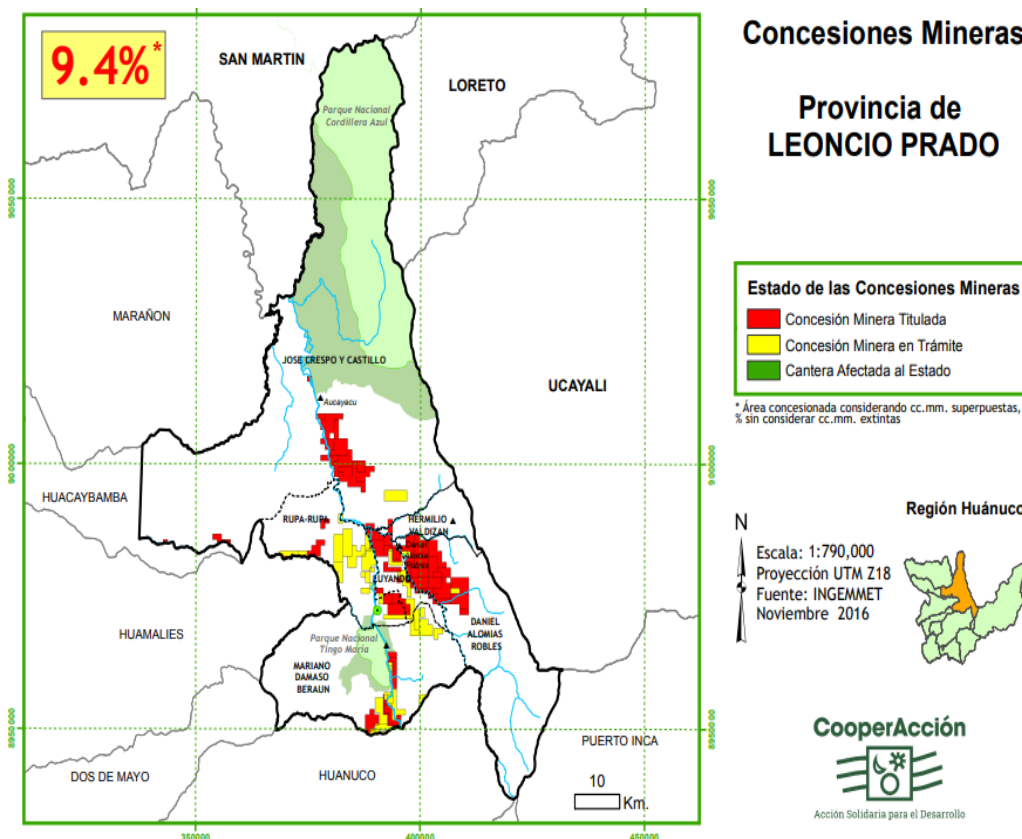 9.4%*
SAN MARTIN
LORETO
Parque Nacional
Cordillera Azul
MARAÑON
JOSE CRESPO Y CASTILLO
UCAYALI
Aucayacu
HUACAYBAMBA
RUPA-RUPA
HERMILIO
VALDIZAN
LUYANDO
HUAMALIES
Parque Nacional
Tingo Maria
DANIEL
ALOMIAS
ROBLES
MARIANO
DAMASO
BERAUN
PUERTO INCA
DOS DE MAYO
HUANUCO
10
Km.
9050000
9050000
9000000
9000000
8950000
8950000
350000
400000
450000
Concesiones Mineras
Provincia de
LEONCIO PRADO
Estado de las Concesiones Mineras
Concesión Minera Titulada
Concesión Minera en Trámite
Cantera Afectada al Estado
* Área concesionada considerando cc.mm. superpuestas,
% sin considerar cc.mm. extintas
N
Escala: 1:790,000
Proyección UTM Z18
Fuente: INGEMMET
Noviembre 2016
Región Huánuco
CooperAcción
Acción Solidaria para el Desarrollo